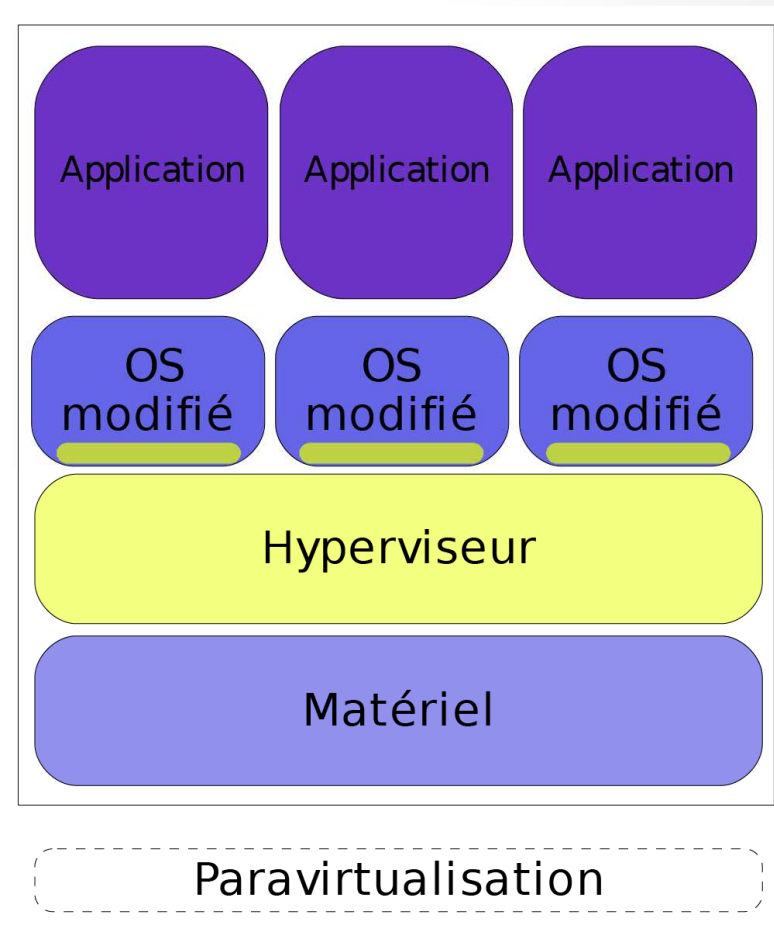 Application
Application
Application
OS
modifié
OS
modifié
OS
modifié
Hyperviseur
Matériel
Paravirtualisation